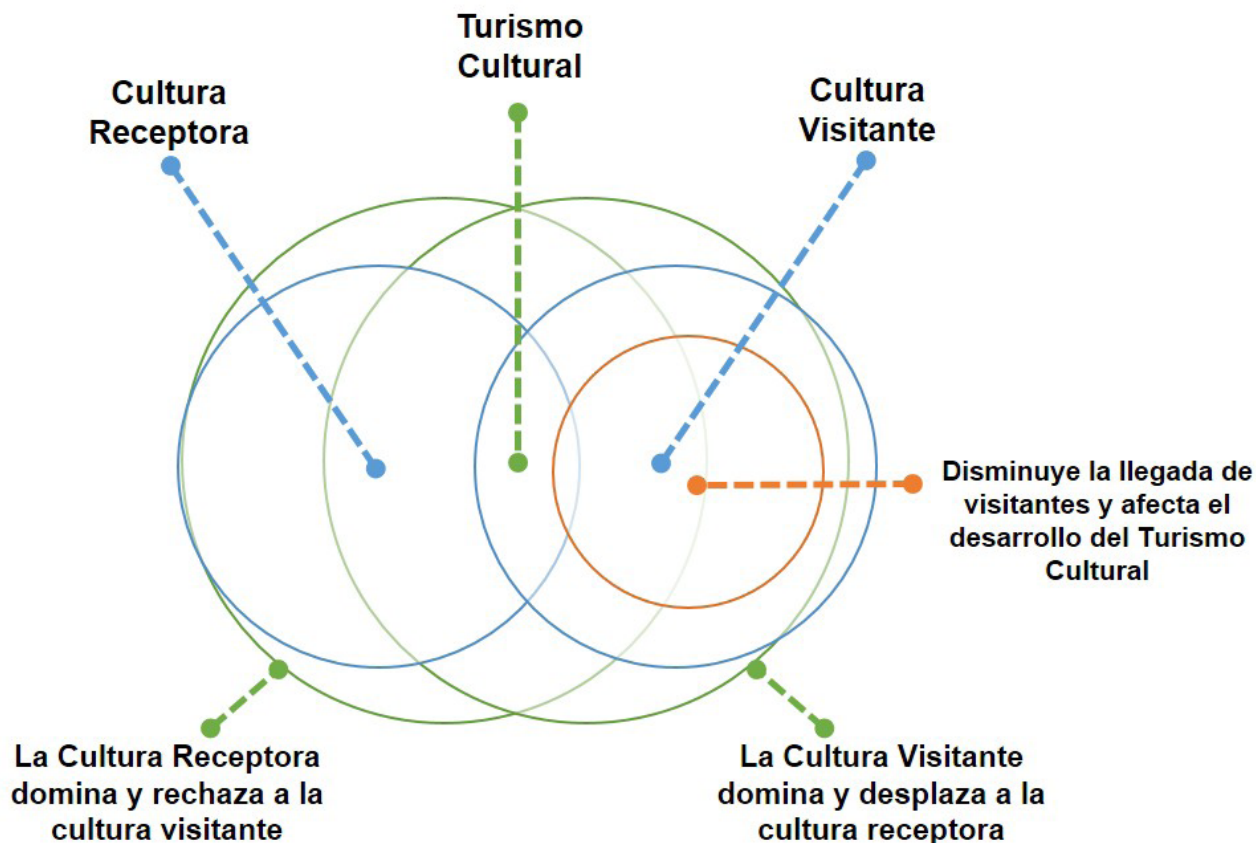 Turismo
Cultural
Cultura
Receptora
Cultura
Visitante
Disminuye la llegada de
visitantes y afecta el
desarrollo del Turismo
Cultural
La Cultura Receptora
domina y rechaza a la
cultura visitante
La Cultura Visitante
domina y desplaza a la
cultura receptora